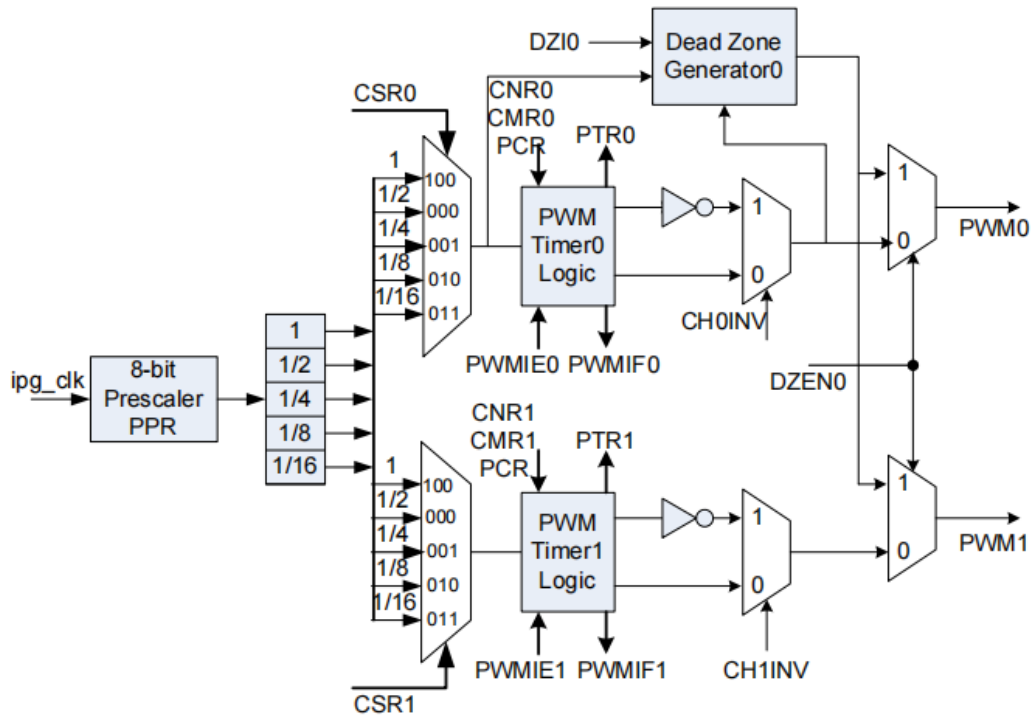 DZI0
Dead Zone
Generator0
CSR0
CNR0
CMR0
PCR
PTR0
1
1/2
1/4
1/8
1/16
100
000
001
010
011
PWM
Timer0
Logic
1
0
CH0INV
PWMIE0
PWMIF0
1
0
PWM0
DZEN0
ipg_clk
8-bit
Prescaler
PPR
1
1/2
1/4
1/8
1/16
CNR1
CMR1
PCR
PTR1
1
1/2
1/4
1/8
1/16
100
000
001
010
011
PWM
Timer1
Logic
1
0
CH1INV
PWMIE1
PWMIF1
1
0
PWM1
CSR1